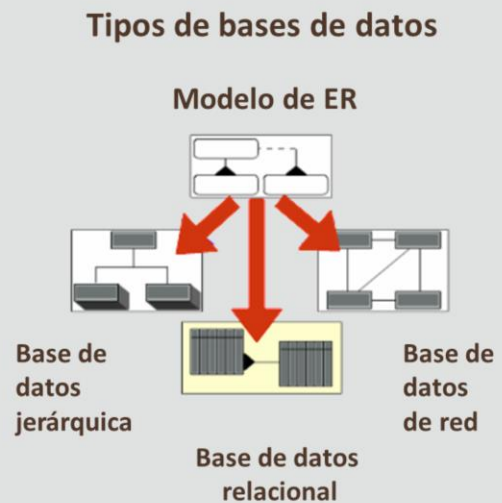 Tipos de bases de datos
Modelo de ER
Base de
datos
jerárquica
Base de datos
relacional
Base de
datos
de red